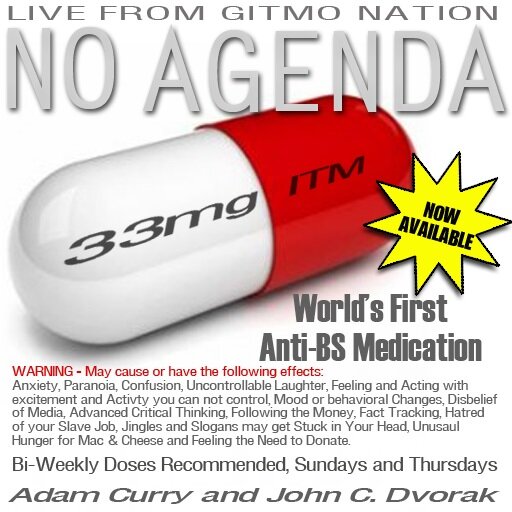 LIVE FROM GITMO NATION
NO AGENDA
33mg
ITM
NOW
AVAILABLE
World's First
Anti-BS Medication
WARNING - May cause or have the following effects:
Anxiety, Paranoia, Confusion, Uncontrollable Laughter, Feeling and Acting with
excitement and Activty you can not control, Mood or behavioral Changes, Disbelief
of Media, Advanced Critical Thinking, Following the Money, Fact Tracking, Hatred
of your Slave Job, Jingles and Slogans may get Stuck in Your Head, Unusaul
Hunger for Mac & Cheese and Feeling the Need to Donate.
Bi-Weekly Doses Recommended, Sundays and Thursdays
Adam Curry and John C. Dvorak